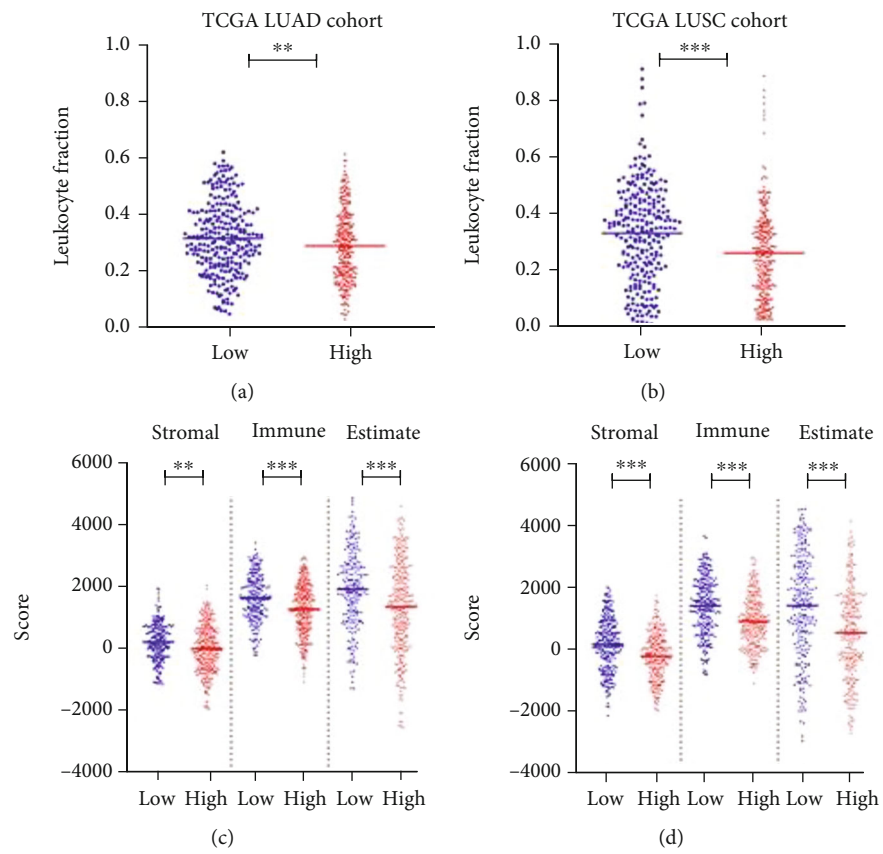 TCGA LUAD cohort
**
1.0
0.8
0.6
0.4
0.2
0.0
Leukocyte fraction
Low High
(a)
TCGA LUSC cohort
***
1.0
0.8
0.6
0.4
0.2
0.0
Leukocyte fraction
Low High
(b)
Stromal Immune Estimate
** *** ***
6000
4000
2000
0
−2000
−4000
Score
Low High Low High Low High
(c)
Stromal Immune Estimate
*** *** ***
6000
4000
2000
0
−2000
−4000
Score
Low High Low High Low High
(d)